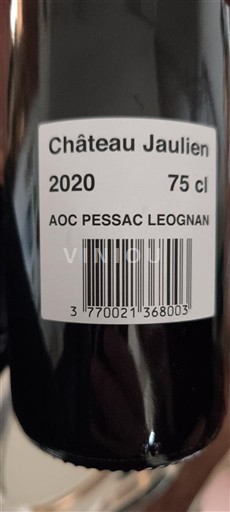 Château Jaulien
2020 75 cl
AOC PESSAC LEOGNAN
VINIOU
3 770021 368003